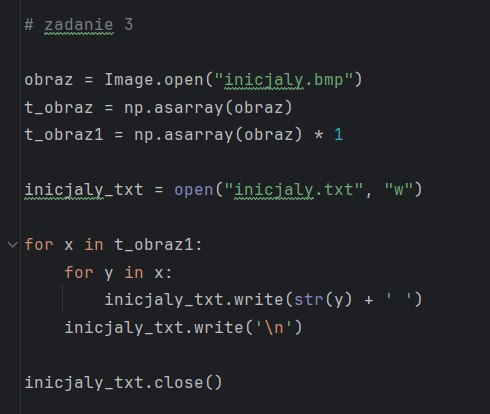 # zadanie 3
obraz = Image.open("inicjaly.bmp")
t_obraz = np.asarray(obraz)
t_obraz1 = np.asarray(obraz) * 1
inicjaly_txt = open("inicjaly.txt", "w")
for x in t_obraz1:
    for y in x:
        inicjaly_txt.write(str(y) + ' ')
    inicjaly_txt.write('\n')
inicjaly_txt.close()